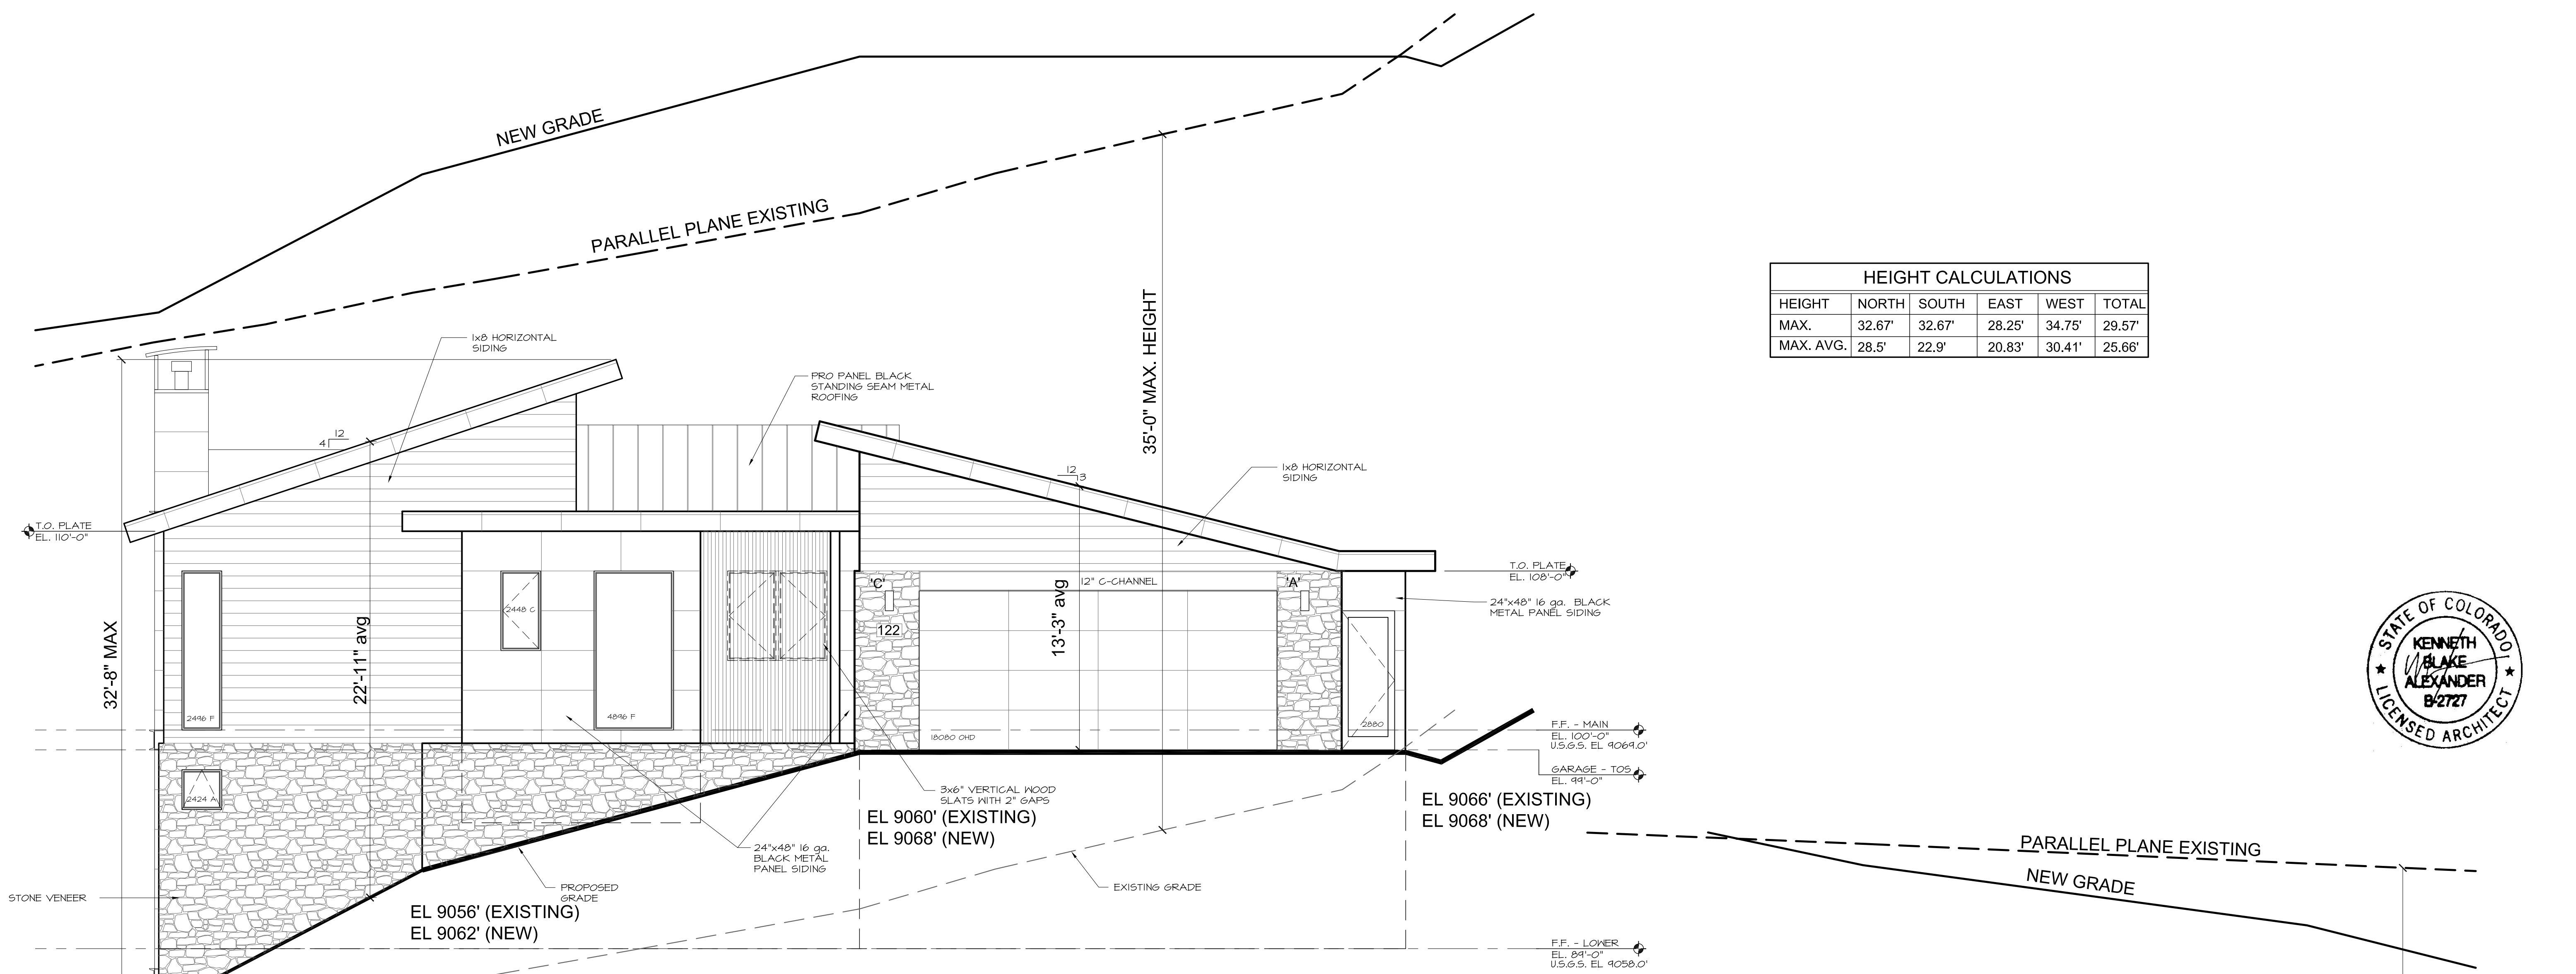 NEW GRADE
PARALLEL PLANE EXISTING
HEIGHT CALCULATIONS
HEIGHT NORTH SOUTH EAST WEST TOTAL
MAX. 32.67' 32.67' 28.25' 34.75' 29.57'
MAX. AVG. 28.5' 22.9' 20.83' 30.41' 25.66'
1x8 HORIZONTAL
SIDING
PRO PANEL BLACK
STANDING SEAM METAL
ROOFING
35'-0" MAX. HEIGHT
12
4
12
3
1x8 HORIZONTAL
SIDING
T.O. PLATE
EL. 110'-0"
T.O. PLATE
EL. 108'-0"
24"x48" 16 ga. BLACK
METAL PANEL SIDING
32'-8" MAX
22'-11" avg
13'-3" avg
'C'
12" C-CHANNEL
'A'
2448 C
122
2496 F
4896 F
18080 OHD
2880
2424 A
STATE OF COLORADO
KENNETH
BLAKE
ALEXANDER
B-2727
LICENSED ARCHITECT
F.F. - MAIN
EL. 100'-0"
U.S.G.S. EL 9069.0'
GARAGE - TOS
EL. 99'-0"
3x6" VERTICAL WOOD
SLATS WITH 2" GAPS
EL 9060' (EXISTING)
EL 9068' (NEW)
EL 9066' (EXISTING)
EL 9068' (NEW)
24"x48" 16 ga.
BLACK METAL
PANEL SIDING
PROPOSED
GRADE
EXISTING GRADE
STONE VENEER
EL 9056' (EXISTING)
EL 9062' (NEW)
PARALLEL PLANE EXISTING
NEW GRADE
F.F. - LOWER
EL. 89'-0"
U.S.G.S. EL 9058.0'